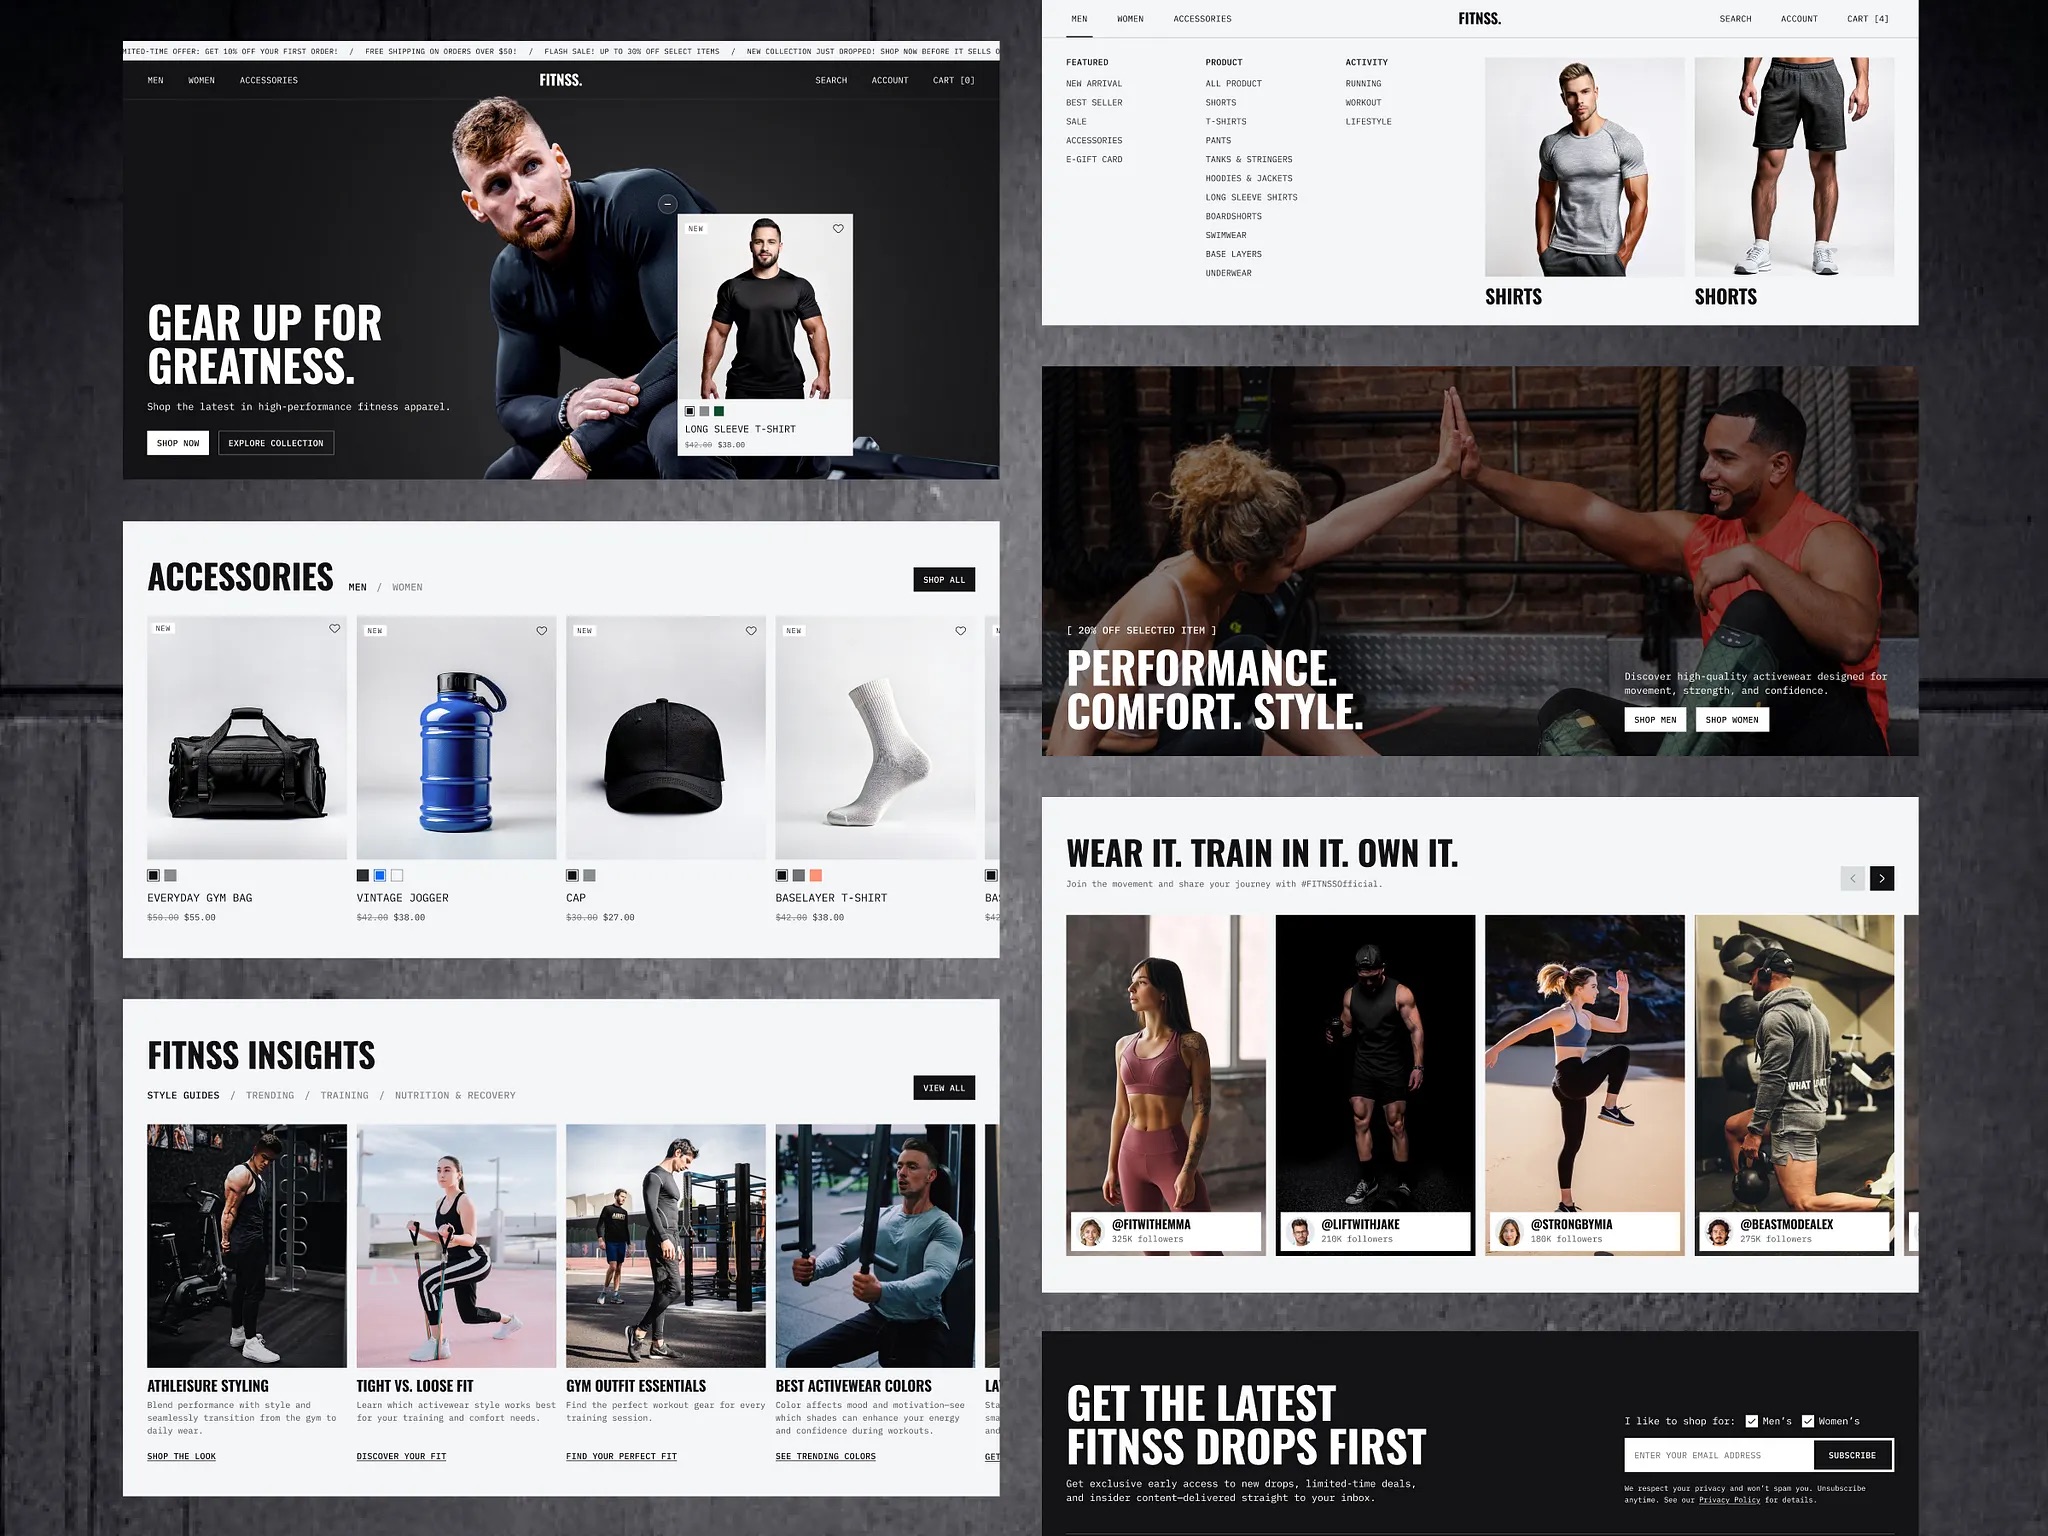 MITED-TIME OFFER: GET 10% OFF YOUR FIRST ORDER! / FREE SHIPPING ON ORDERS OVER $50! / FLASH SALE! UP TO 30% OFF SELECT ITEMS / NEW COLLECTION JUST DROPPED! SHOP NOW BEFORE IT SELLS O
MEN WOMEN ACCESSORIES FITNSS. SEARCH ACCOUNT CART [0]
NEW
GEAR UP FOR
GREATNESS.
Shop the latest in high-performance fitness apparel.
SHOP NOW EXPLORE COLLECTION
LONG SLEEVE T-SHIRT
$42.00 $38.00
ACCESSORIES MEN / WOMEN SHOP ALL
NEW NEW NEW NEW N
EVERYDAY GYM BAG VINTAGE JOGGER CAP BASELAYER T-SHIRT BA
$50.00 $55.00 $42.00 $38.00 $30.00 $27.00 $42.00 $38.00 $42
FITNSS INSIGHTS
STYLE GUIDES / TRENDING / TRAINING / NUTRITION & RECOVERY VIEW ALL
ATHLEISURE STYLING
Blend performance with style and
seamlessly transition from the gym to
daily wear.
SHOP THE LOOK
TIGHT VS. LOOSE FIT
Learn which activewear style works best
for your training and comfort needs.
DISCOVER YOUR FIT
GYM OUTFIT ESSENTIALS
Find the perfect workout gear for every
training session.
FIND YOUR PERFECT FIT
BEST ACTIVEWEAR COLORS
Color affects mood and motivation—see
which shades can enhance your energy
and confidence during workouts.
SEE TRENDING COLORS
LA
Sta
sma
and
GET
MEN WOMEN ACCESSORIES FITNSS. SEARCH ACCOUNT CART [4]
FEATURED
NEW ARRIVAL
BEST SELLER
SALE
ACCESSORIES
E-GIFT CARD
PRODUCT
ALL PRODUCT
SHORTS
T-SHIRTS
PANTS
TANKS & STRINGERS
HOODIES & JACKETS
LONG SLEEVE SHIRTS
BOARDSHORTS
SWIMWEAR
BASE LAYERS
UNDERWEAR
ACTIVITY
RUNNING
WORKOUT
LIFESTYLE
SHIRTS SHORTS
[ 20% OFF SELECTED ITEM ]
PERFORMANCE.
COMFORT. STYLE.
Discover high-quality activewear designed for
movement, strength, and confidence.
SHOP MEN SHOP WOMEN
WEAR IT. TRAIN IN IT. OWN IT.
Join the movement and share your journey with #FITNSSOfficial.
WHAT
@FITWITHEMMA
325K followers
@LIFTWITHJAKE
210K followers
@STRONGBYMIA
180K followers
@BEASTMODEALEX
275K followers
GET THE LATEST
FITNSS DROPS FIRST
Get exclusive early access to new drops, limited-time deals,
and insider content—delivered straight to your inbox.
I like to shop for: Men's Women's
ENTER YOUR EMAIL ADDRESS SUBSCRIBE
We respect your privacy and won't spam you. Unsubscribe
anytime. See our Privacy Policy for details.